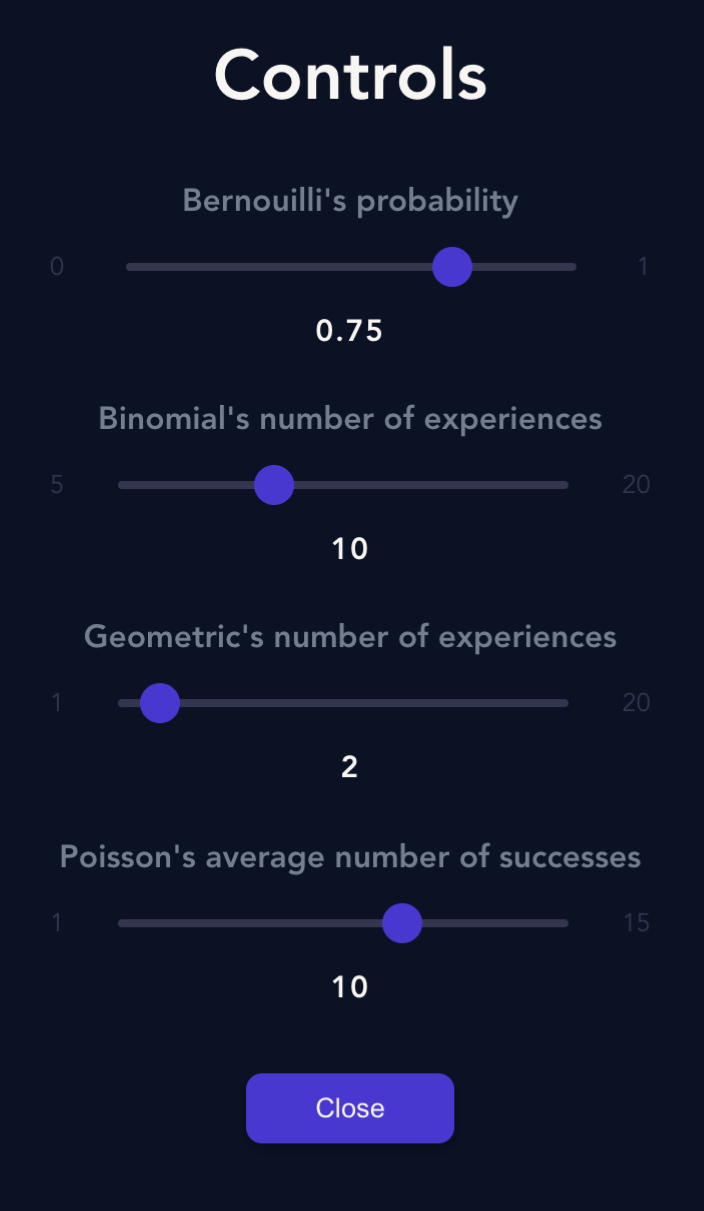 Controls
Bernouilli's probability
0 1
0.75
Binomial's number of experiences
5 20
10
Geometric's number of experiences
1 20
2
Poisson's average number of successes
1 15
10
Close